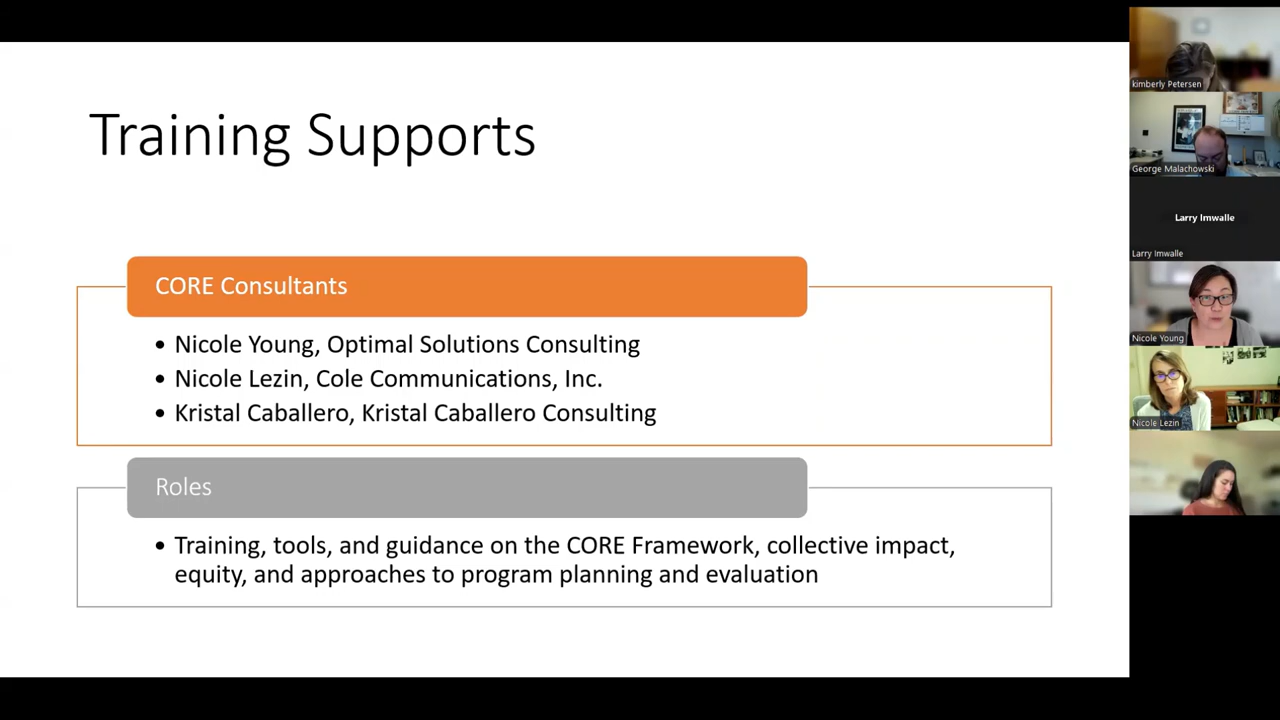 Training Supports
CORE Consultants
• Nicole Young, Optimal Solutions Consulting
• Nicole Lezin, Cole Communications, Inc.
• Kristal Caballero, Kristal Caballero Consulting
Roles
• Training, tools, and guidance on the CORE Framework, collective impact,
equity, and approaches to program planning and evaluation
kimberly Petersen
George Malachowski
Larry Imwalle
Larry Imwalle
Nicole Young
Nicole Lezin